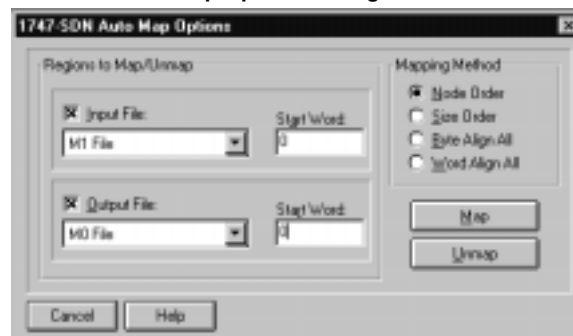 1747-SDN Auto Map Options
Regions to Map/Unmap
Input File:
Start Word:
M1 File
0
Output File:
Start Word:
M0 File
0
Mapping Method
Node Order
Size Order
Byte Align All
Word Align All
Map
Unmap
Cancel
Help